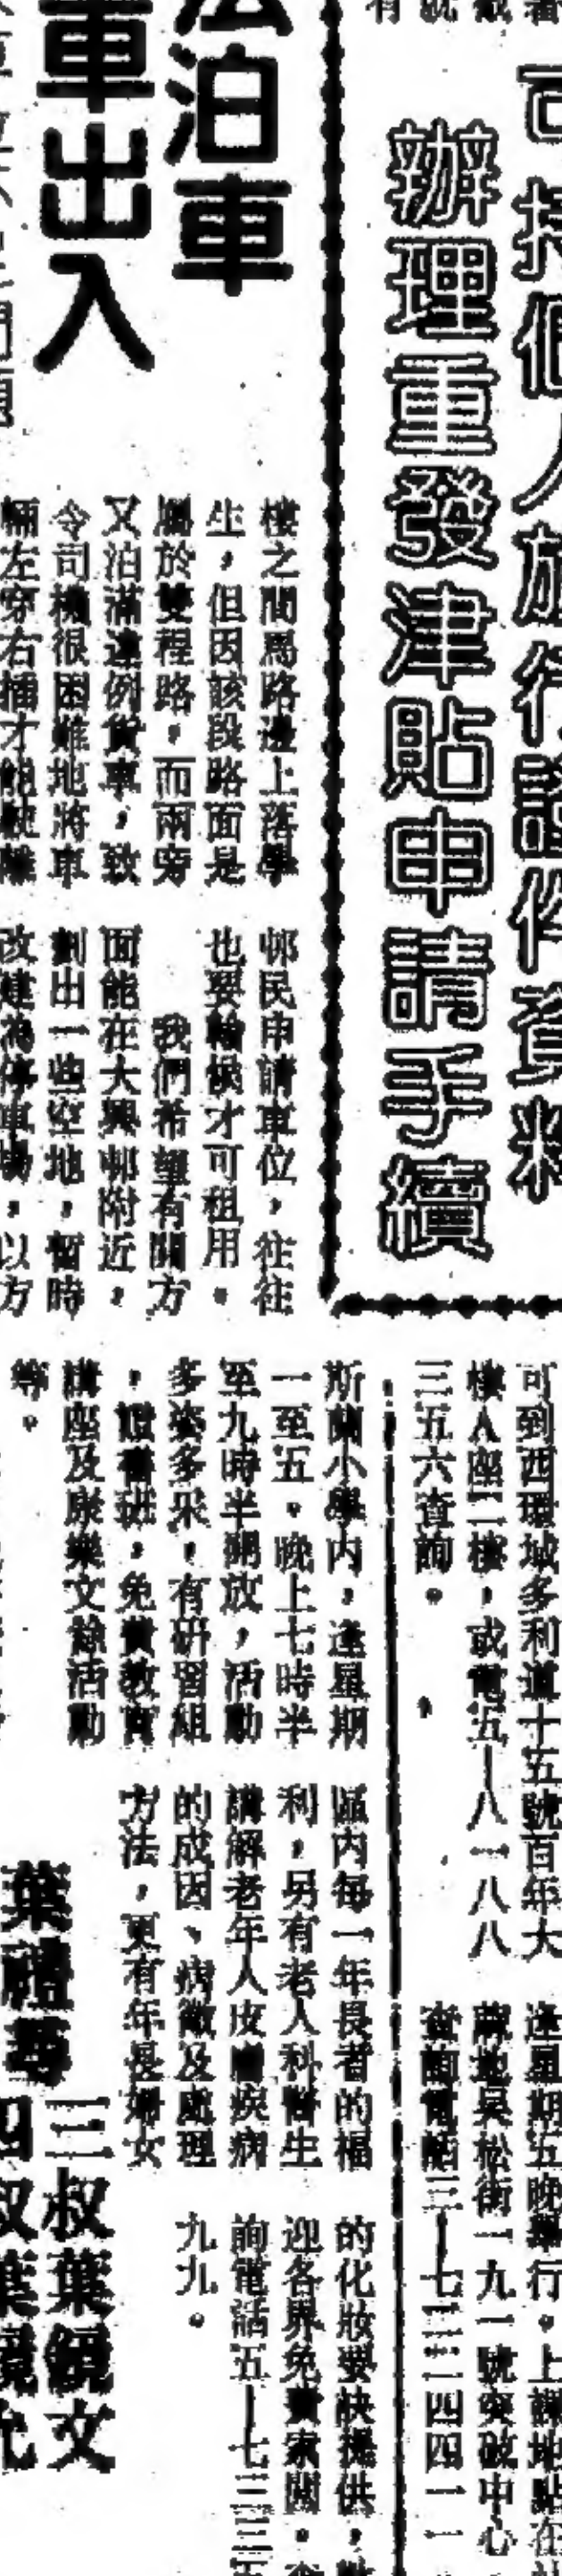 可持個人旅行證件資料
辦理重發津貼申請手續
泊車
車出入
樓之間馬路邊上落學
生，但因該段路面是
屬於雙程路，而兩旁
又泊滿違例貨車，致
令司機很困難地將車
輛左穿右插才能駛離
邨民申請車位，往往
也要輪候才可租用。
我們希望有關方
面能在大興邨附近，
劃出一些空地，暫時
改建為停車場，以方
可到西環域多利道十五號百年大
樓A座二樓，或電五—八一八八
三五六查詢。
逢星期五晚舉行。上課地點在
吳松街一九一號突破中心
查詢電話三—七二二四四一一
斯蘭小學內，逢星期
一至五。晚上七時半
至九時半開放，活動
多姿多采，有研習組
，證書班，免費教育
講座及康樂文餘活動
等。
區內每一年長者的福
利，另有老人科醫生
講解老年人皮膚疾病
的成因、病徵及處理
方法，更有年長婦女
的化妝要訣提供，
迎各界免費參閱。查
詢電話五—七三三五
九九。
葉禮尋
三叔葉鏡文
四叔葉鏡允